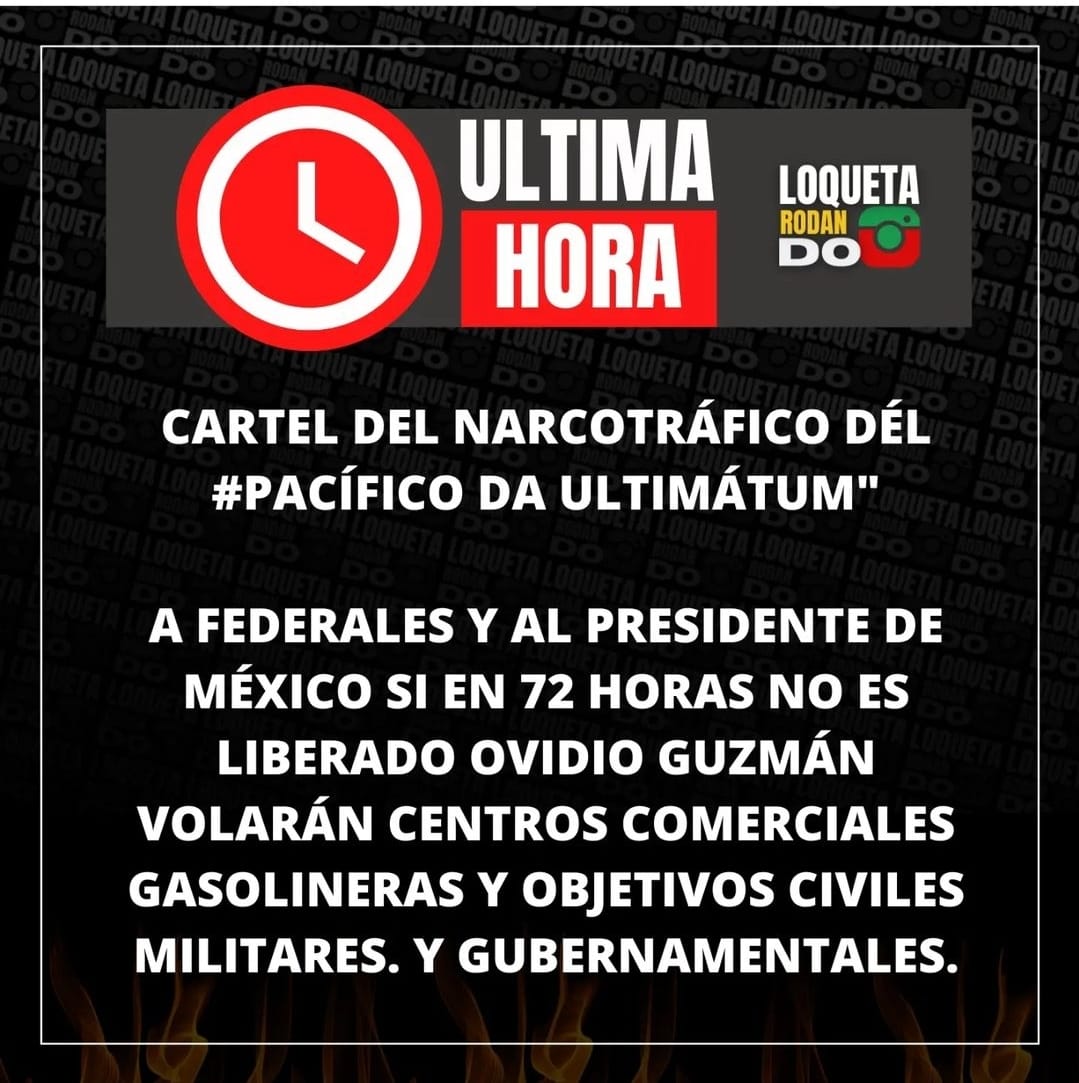 ULTIMA
HORA
LOQUETA
RODAN
DO
CARTEL DEL NARCOTRÁFICO DÉL
#PACÍFICO DA ULTIMÁTUM"
A FEDERALES Y AL PRESIDENTE DE
MÉXICO SI EN 72 HORAS NO ES
LIBERADO OVIDIO GUZMÁN
VOLARÁN CENTROS COMERCIALES
GASOLINERAS Y OBJETIVOS CIVILES
MILITARES. Y GUBERNAMENTALES.